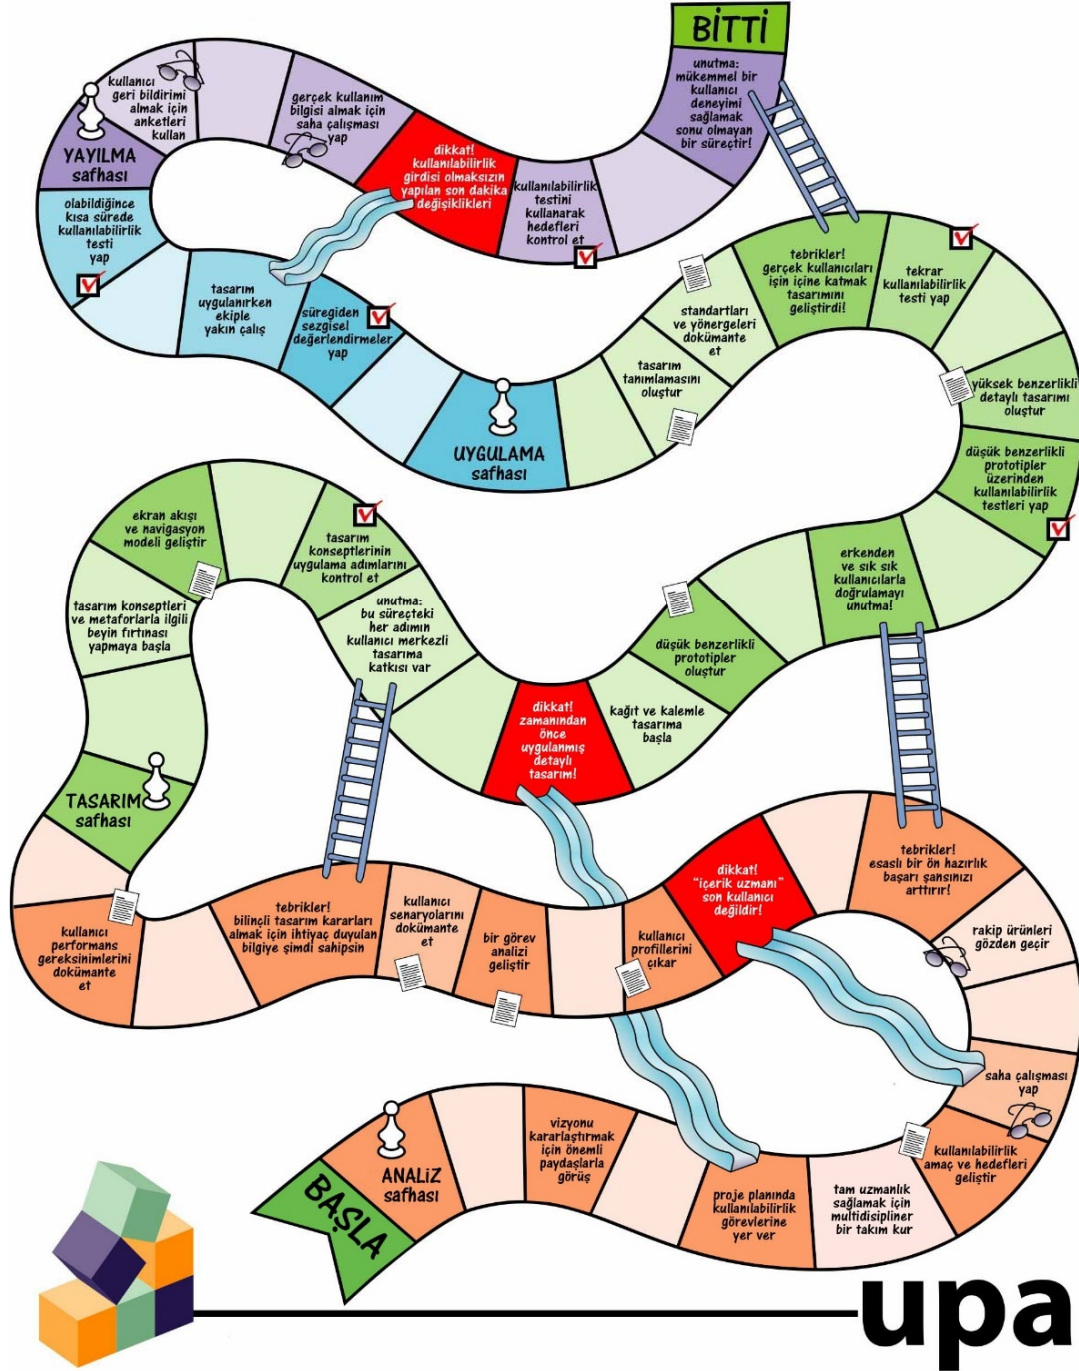 BİTTİ
unutma:
mükemmel bir
kullanıcı
deneyimi
sağlamak
sonu olmayan
bir süreçtir!
kullanıcı
geri bildirimi
almak için
anketleri
kullan
gerçek kullanım
bilgisi almak için
saha çalışması
yap
dikkat!
kullanılabilirlik
girdisi olmaksızın
yapılan son dakika
değişiklikleri
kullanılabilirlik
testini
kullanarak
hedefleri
kontrol et
YAYILMA
safhası
olabildiğince
kısa sürede
kullanılabilirlik
testi
yap
tasarım
uygulanırken
ekiple
yakın çalış
süregiden
sezgisel
değerlendirmeler
yap
UYGULAMA
safhası
tasarım
tanımlamasını
oluştur
standartları
ve yönergeleri
dokümante
et
tebrikler!
gerçek kullanıcıları
işin içine katmak
tasarımını
geliştirdi!
tekrar
kullanılabilirlik
testi yap
yüksek benzerlikli
detaylı tasarımı
oluştur
düşük benzerlikli
prototipler
üzerinden
kullanılabilirlik
testleri yap
erkenden
ve sık sık
kullanıcılarla
doğrulamayı
unutma!
düşük benzerlikli
prototipler
oluştur
kağıt ve kalemle
tasarıma
başla
dikkat!
zamanından
önce
uygulanmış
detaylı
tasarım!
unutma:
bu süreçteki
her adımın
kullanıcı merkezli
tasarıma
katkısı var
tasarım
konseptlerinin
uygulama adımlarını
kontrol et
ekran akışı
ve navigasyon
modeli geliştir
tasarım konseptleri
ve metaforlarla ilgili
beyin fırtınası
yapmaya başla
TASARIM
safhası
kullanıcı
performans
gereksinimlerini
dokümante
et
tebrikler!
bilinçli tasarım kararları
almak için ihtiyaç duyulan
bilgiye şimdi sahipsin
kullanıcı
senaryolarını
dokümante
et
bir görev
analizi
geliştir
kullanıcı
profillerini
çıkar
dikkat!
“içerik uzmanı”
son kullanıcı
değildir!
tebrikler!
esaslı bir ön hazırlık
başarı şansınızı
arttırır!
rakip ürünleri
gözden geçir
saha çalışması
yap
kullanılabilirlik
amaç ve hedefleri
geliştir
tam uzmanlık
sağlamak için
multidisipliner
bir takım kur
proje planında
kullanılabilirlik
görevlerine
yer ver
vizyonu
kararlaştırmak
için önemli
paydaşlarla
görüş
ANALİZ
safhası
BAŞLA
upa